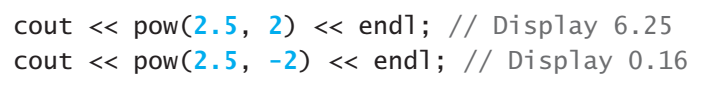 cout << pow(2.5, 2) << endl; // Display 6.25
cout << pow(2.5, -2) << endl; // Display 0.16